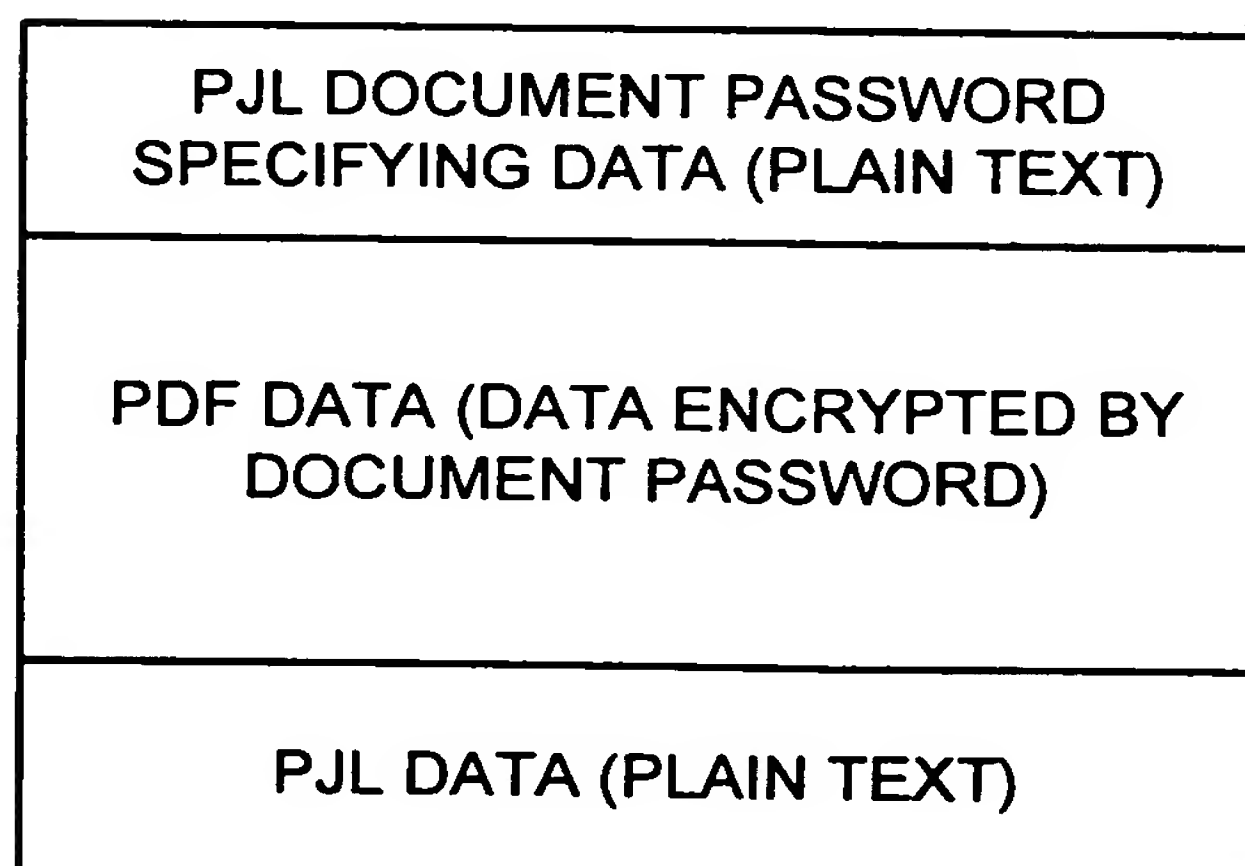 PJL DOCUMENT PASSWORD
SPECIFYING DATA (PLAIN TEXT)
PDF DATA (DATA ENCRYPTED BY
DOCUMENT PASSWORD)
PJL DATA (PLAIN TEXT)